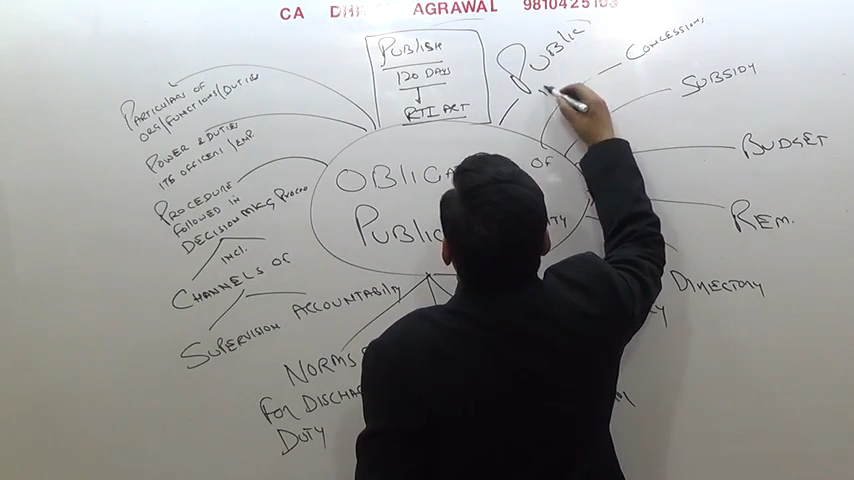 CA DH AGRAWAL 98104251
PUBLISH
120 DAYS
RTI ACT
PUBLIC
CONCESSIONS
SUBSIDY
BUDGET
REM.
DIRECTORY
PARTICULARS OF
ORG/FUNCTIONS/DUTIES
POWER & DUTIES
ITS OFFICERS/EMP.
PROCEDURE
FOLLOWED IN
DECISION MKG PROCESS
INCL.
CHANNELS OF
SUPERVISION ACCOUNTABILITY
NORMS
FOR DISCHA
DUTY
OBLIGA OF
PUBLIC